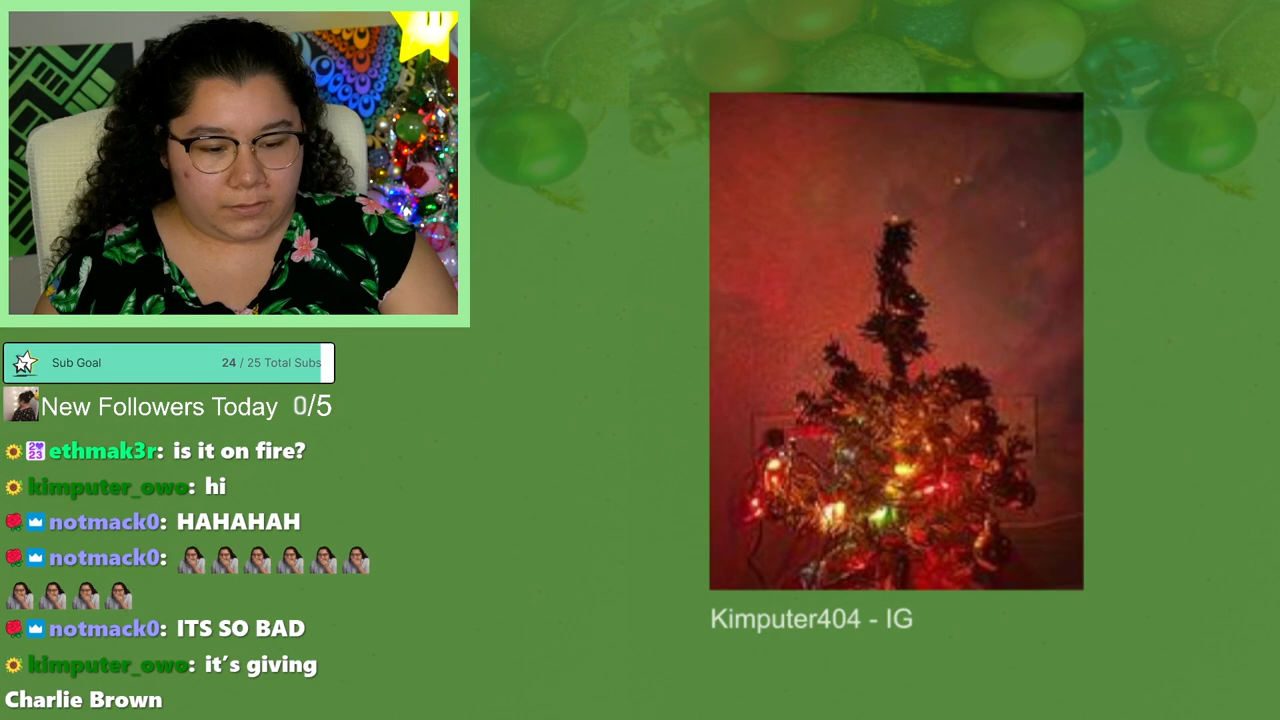 Sub Goal 24 / 25 Total Subs
New Followers Today 0/5
ethmak3r: is it on fire?
kimputer_owo: hi
notmack0: HAHAHAH
notmack0:
notmack0: ITS SO BAD
kimputer_owo: it's giving
Charlie Brown
Kimputer404 - IG